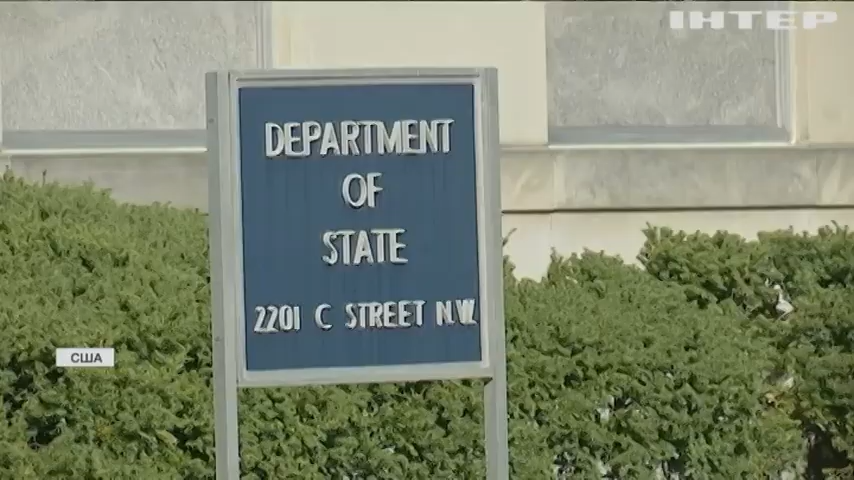 ІНТЕР
DEPARTMENT
OF
STATE
2201 C STREET N.W.
США